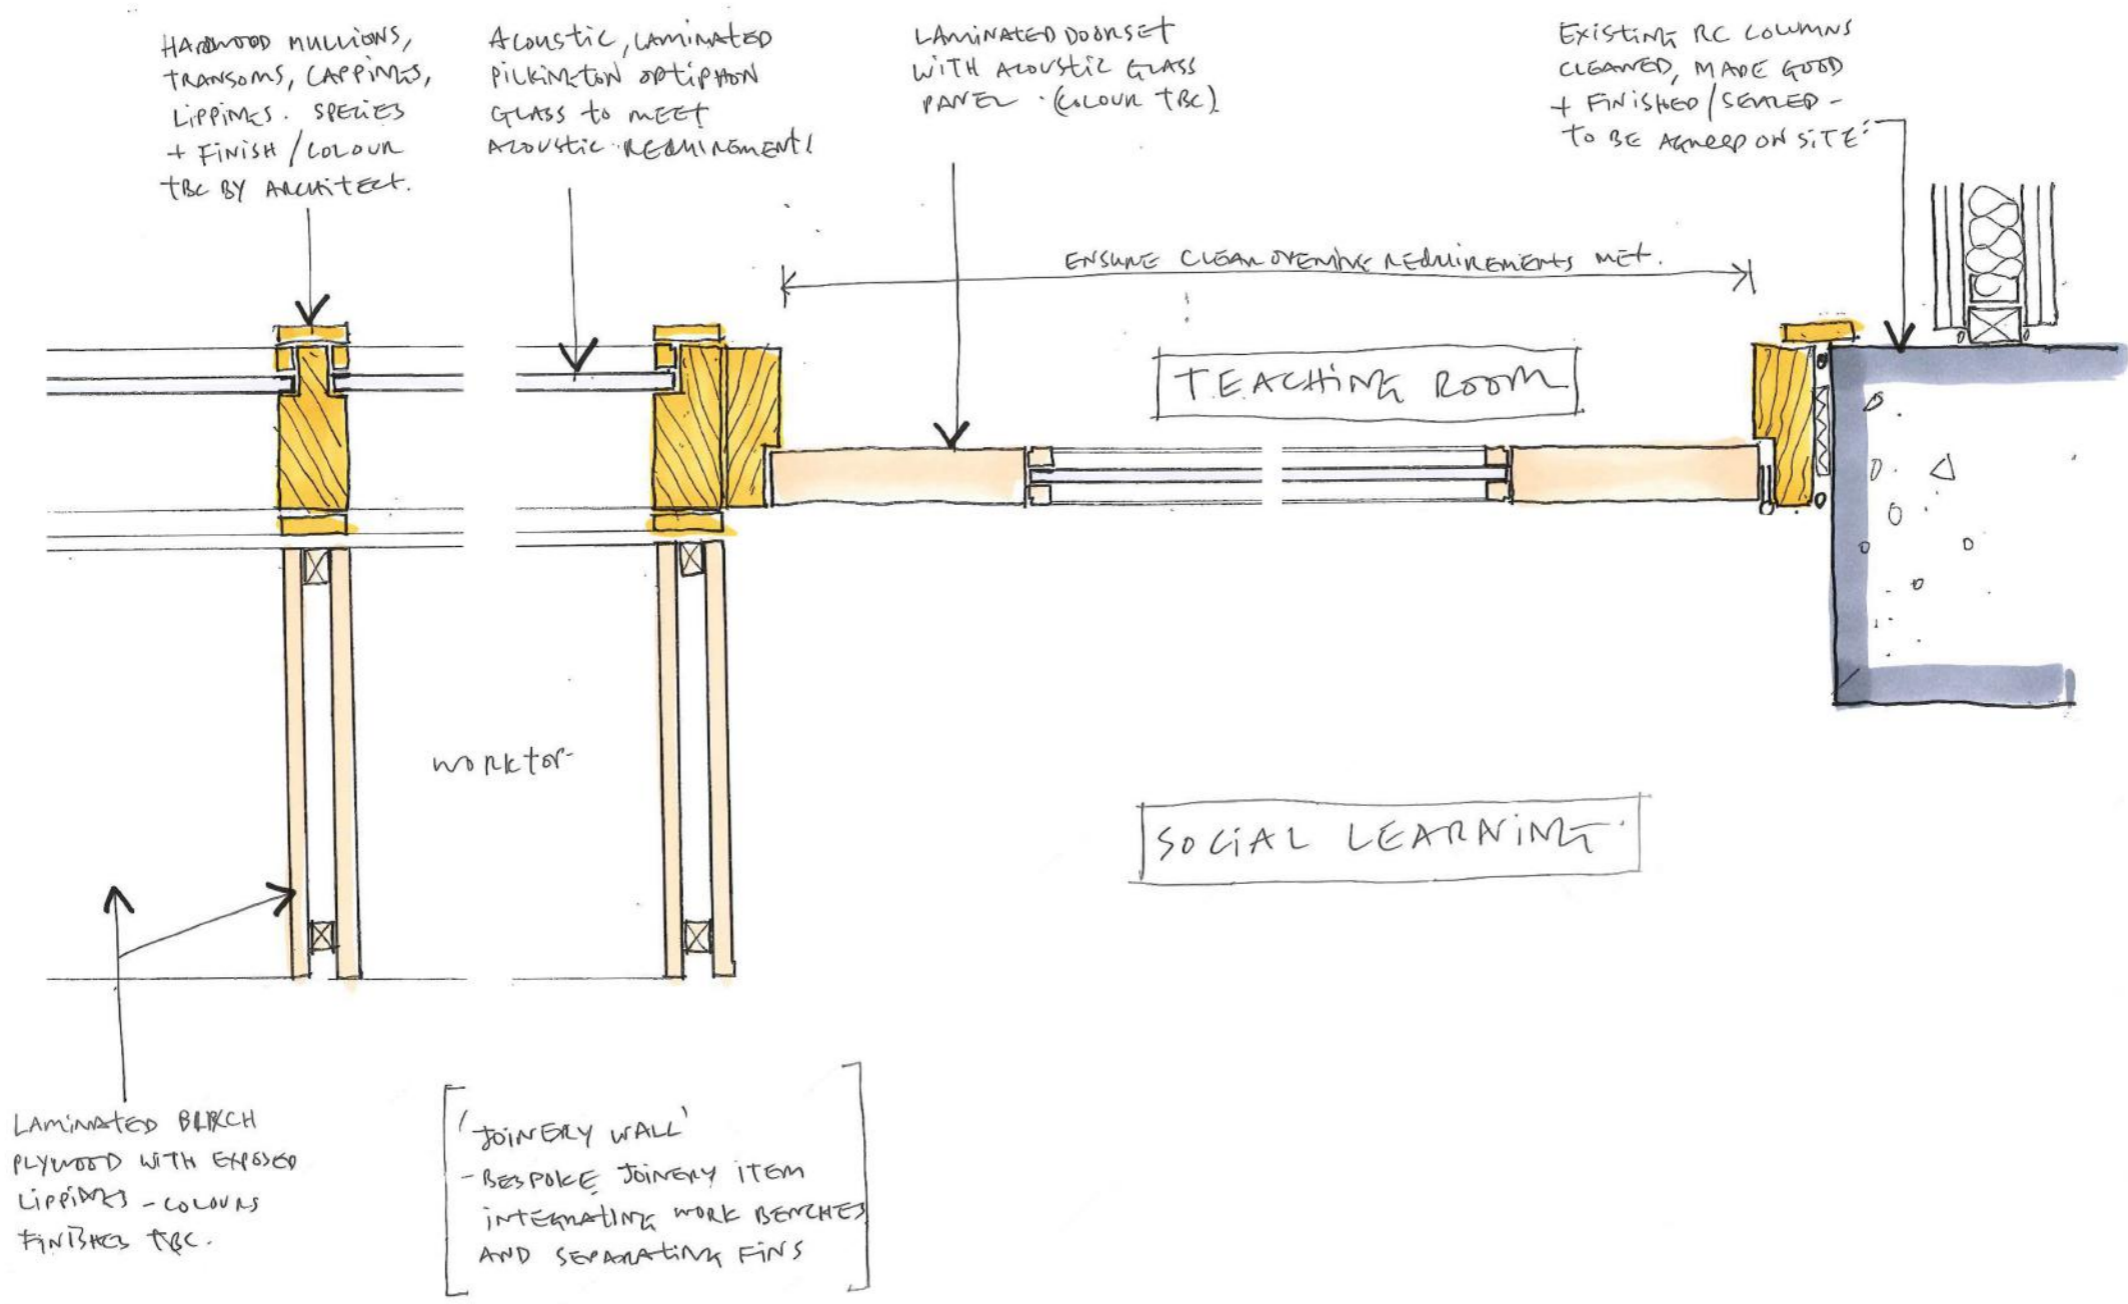 HARDWOOD MULLIONS,
TRANSOMS, CAPPINGS,
LIPPINGS. SPECIES
+ FINISH / COLOUR
TBC BY ARCHITECT.
ACOUSTIC, LAMINATED
PILKINGTON OPTIPHON
GLASS TO MEET
ACOUSTIC REQUIREMENTS
LAMINATED DOORSET
WITH ACOUSTIC GLASS
PANEL. (COLOUR TBC)
EXISTING RC COLUMNS
CLEANED, MADE GOOD
+ FINISHED / SEALED -
TO BE AGREED ON SITE.
ENSURE CLEAR OPENING REQUIREMENTS MET.
TEACHING ROOM
WORKTOP
SOCIAL LEARNING
LAMINATED BIRCH
PLYWOOD WITH EXPOSED
LIPPINGS - COLOURS
FINISHES TBC.
'JOINERY WALL'
- BESPOKE JOINERY ITEM
INTEGRATING WORK BENCHES
AND SEPARATING FINS